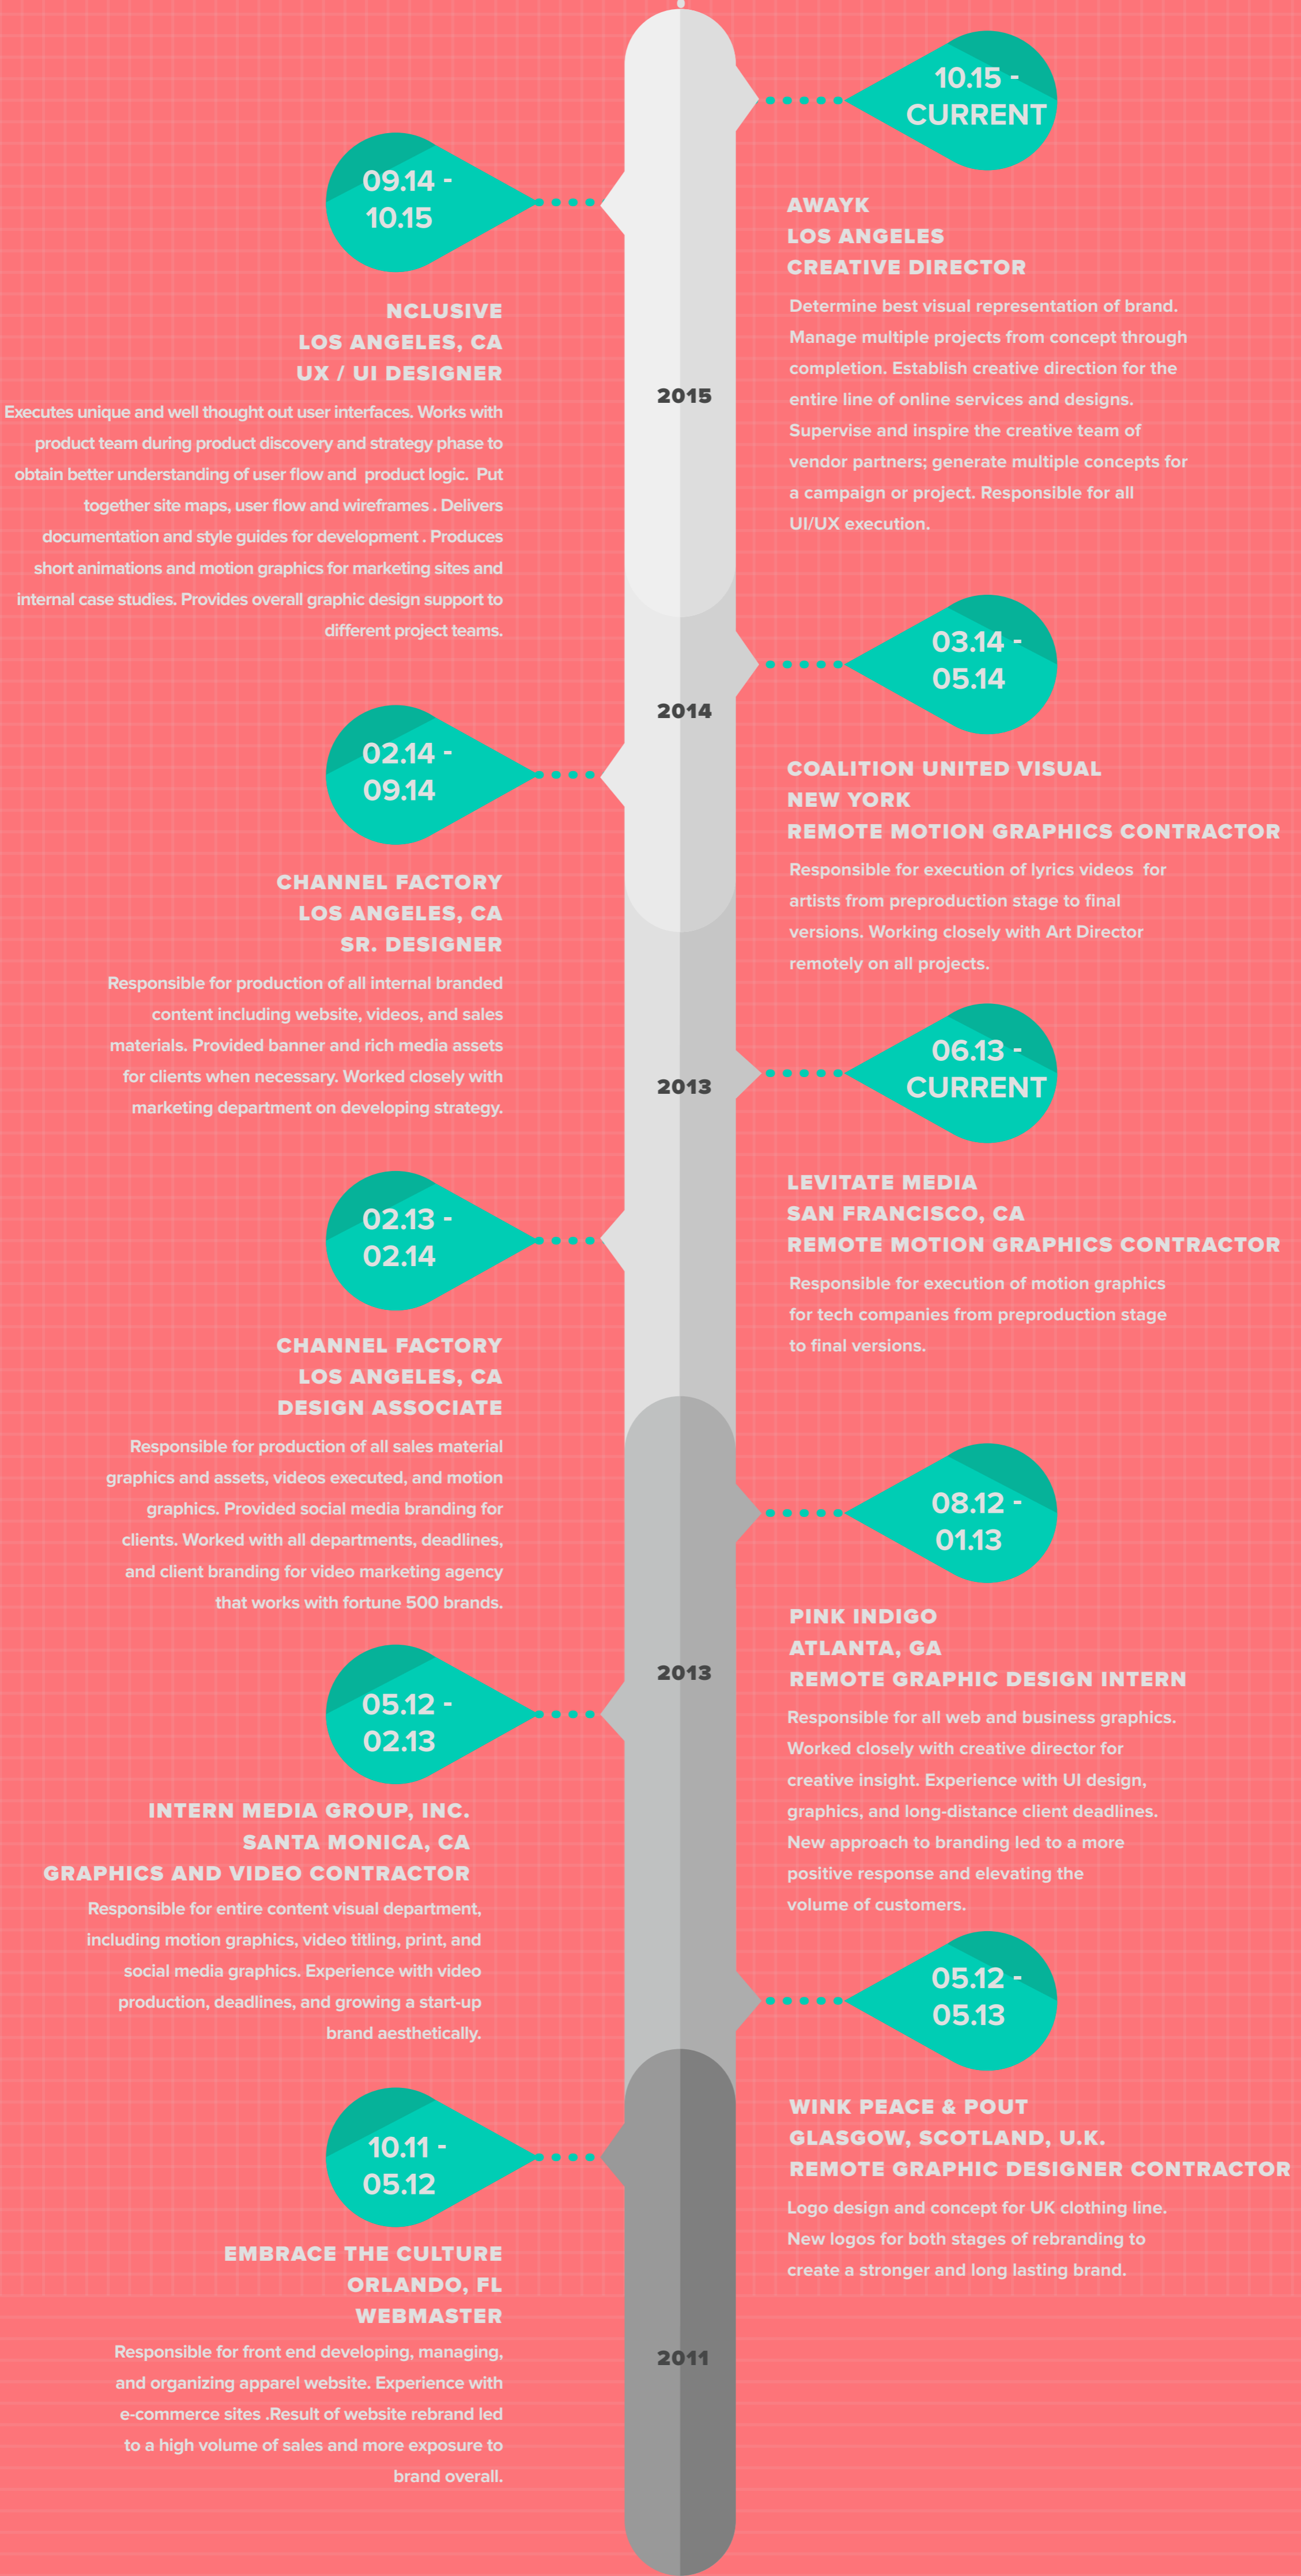 10.15 -
CURRENT
AWAYK
LOS ANGELES
CREATIVE DIRECTOR
Determine best visual representation of brand.
Manage multiple projects from concept through
completion. Establish creative direction for the
entire line of online services and designs.
Supervise and inspire the creative team of
vendor partners; generate multiple concepts for
a campaign or project. Responsible for all
UI/UX execution.
09.14 -
10.15
NCLUSIVE
LOS ANGELES, CA
UX / UI DESIGNER
Executes unique and well thought out user interfaces. Works with
product team during product discovery and strategy phase to
obtain better understanding of user flow and  product logic.  Put
together site maps, user flow and wireframes . Delivers
documentation and style guides for development . Produces
short animations and motion graphics for marketing sites and
internal case studies. Provides overall graphic design support to
different project teams.
2015
03.14 -
05.14
COALITION UNITED VISUAL
NEW YORK
REMOTE MOTION GRAPHICS CONTRACTOR
Responsible for execution of lyrics videos  for
artists from preproduction stage to final
versions. Working closely with Art Director
remotely on all projects.
2014
02.14 -
09.14
CHANNEL FACTORY
LOS ANGELES, CA
SR. DESIGNER
Responsible for production of all internal branded
content including website, videos, and sales
materials. Provided banner and rich media assets
for clients when necessary. Worked closely with
marketing department on developing strategy.
06.13 -
CURRENT
LEVITATE MEDIA
SAN FRANCISCO, CA
REMOTE MOTION GRAPHICS CONTRACTOR
Responsible for execution of motion graphics
for tech companies from preproduction stage
to final versions.
2013
02.13 -
02.14
CHANNEL FACTORY
LOS ANGELES, CA
DESIGN ASSOCIATE
Responsible for production of all sales material
graphics and assets, videos executed, and motion
graphics. Provided social media branding for
clients. Worked with all departments, deadlines,
and client branding for video marketing agency
that works with fortune 500 brands.
08.12 -
01.13
PINK INDIGO
ATLANTA, GA
REMOTE GRAPHIC DESIGN INTERN
Responsible for all web and business graphics.
Worked closely with creative director for
creative insight. Experience with UI design,
graphics, and long-distance client deadlines.
New approach to branding led to a more
positive response and elevating the
volume of customers.
2013
05.12 -
02.13
INTERN MEDIA GROUP, INC.
SANTA MONICA, CA
GRAPHICS AND VIDEO CONTRACTOR
Responsible for entire content visual department,
including motion graphics, video titling, print, and
social media graphics. Experience with video
production, deadlines, and growing a start-up
brand aesthetically.
05.12 -
05.13
WINK PEACE & POUT
GLASGOW, SCOTLAND, U.K.
REMOTE GRAPHIC DESIGNER CONTRACTOR
Logo design and concept for UK clothing line.
New logos for both stages of rebranding to
create a stronger and long lasting brand.
10.11 -
05.12
EMBRACE THE CULTURE
ORLANDO, FL
WEBMASTER
Responsible for front end developing, managing,
and organizing apparel website. Experience with
e-commerce sites .Result of website rebrand led
to a high volume of sales and more exposure to
brand overall.
2011